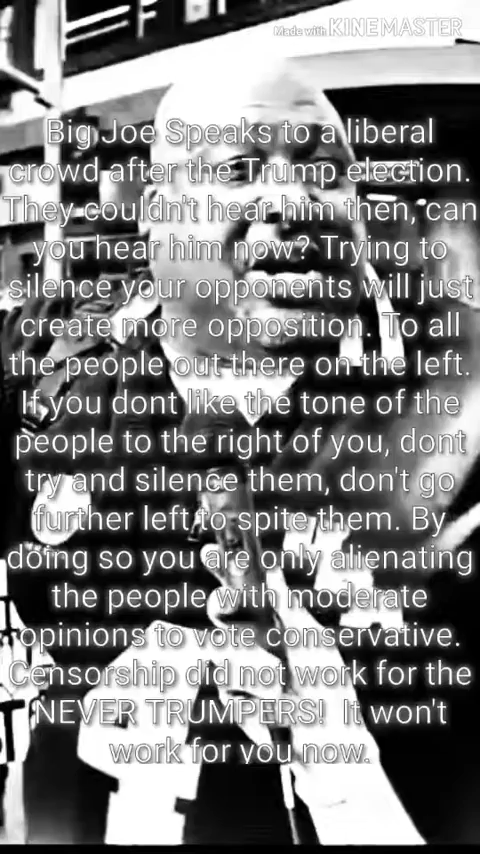 Made with KINEMASTER
Big Joe Speaks to a liberal
crowd after the Trump election.
They couldn't hear him then, can
you hear him now? Trying to
silence your opponents will just
create more opposition. To all
the people out there on the left.
If you dont like the tone of the
people to the right of you, dont
try and silence them, don't go
further left to spite them. By
doing so you are only alienating
the people with moderate
opinions to vote conservative.
Censorship did not work for the
NEVER TRUMPERS! It won't
work for you now.